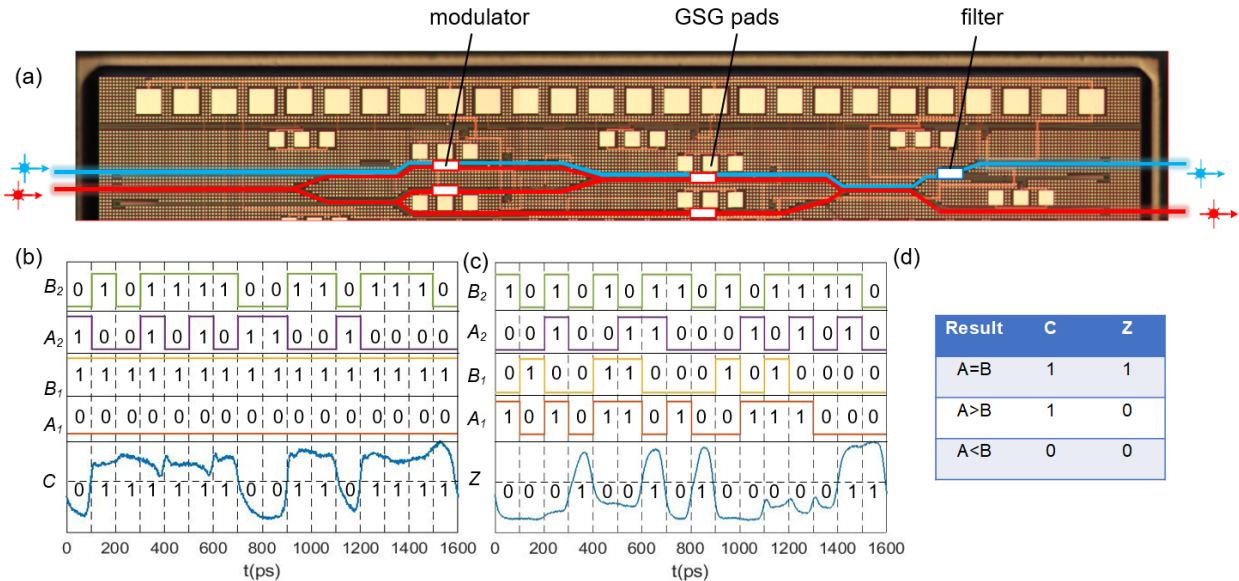 modulator
GSG pads
filter
(a)
(b)
B2 0 1 0 1 1 1 1 0 0 1 1 0 1 1 1 0
A2 1 0 0 1 0 1 0 1 1 0 0 1 0 0 0 0
B1 1 1 1 1 1 1 1 1 1 1 1 1 1 1 1 1
A1 0 0 0 0 0 0 0 0 0 0 0 0 0 0 0 0
C 0 1 1 1 1 1 1 0 0 1 1 0 1 1 1 1
0 200 400 600 800 1000 1200 1400 1600
t(ps)
(c)
B2 1 0 1 0 1 0 1 1 0 1 0 1 1 1 1 0
A2 0 0 1 0 0 1 1 0 0 0 1 0 1 0 1 0
B1 0 1 0 0 1 1 0 0 0 1 0 1 0 0 0 0
A1 1 0 1 0 1 1 0 1 0 0 1 1 1 0 0 0
Z 0 0 0 1 0 0 1 0 1 0 0 0 0 0 1 1
0 200 400 600 800 1000 1200 1400 1600
t(ps)
(d)
Result C Z
A=B 1 1
A>B 1 0
A<B 0 0